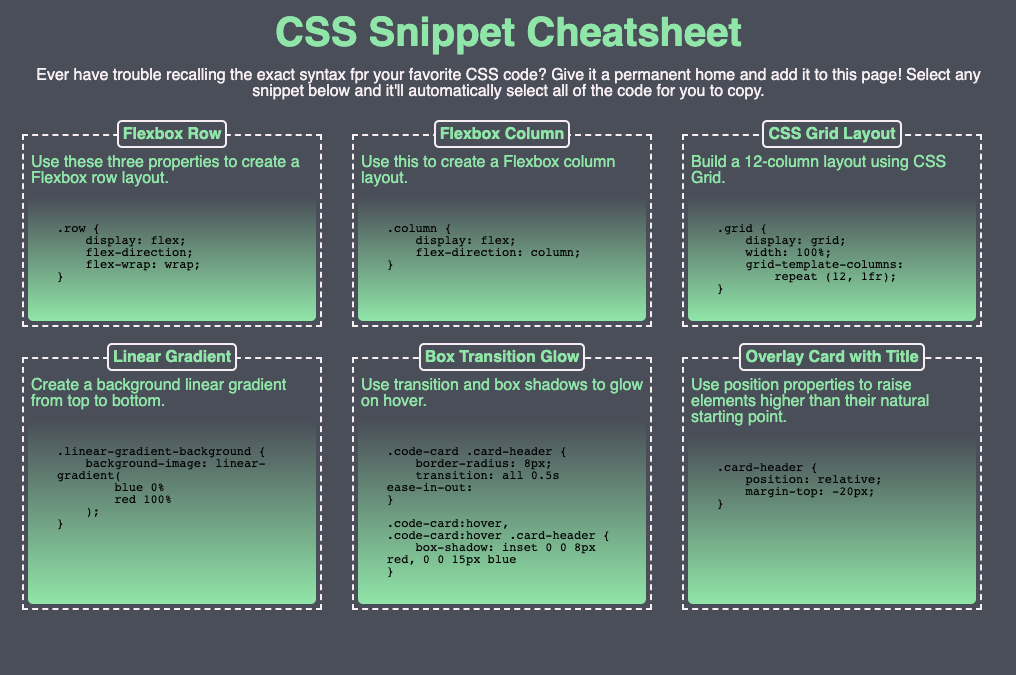 CSS Snippet Cheatsheet
Ever have trouble recalling the exact syntax fpr your favorite CSS code? Give it a permanent home and add it to this page! Select any
snippet below and it'll automatically select all of the code for you to copy.
Flexbox Row
Use these three properties to create a
Flexbox row layout.
.row {
    display: flex;
    flex-direction;
    flex-wrap: wrap;
}
Flexbox Column
Use this to create a Flexbox column
layout.
.column {
    display: flex;
    flex-direction: column;
}
CSS Grid Layout
Build a 12-column layout using CSS
Grid.
.grid {
    display: grid;
    width: 100%;
    grid-template-columns:
        repeat (12, 1fr);
}
Linear Gradient
Create a background linear gradient
from top to bottom.
.linear-gradient-background {
    background-image: linear-
gradient(
        blue 0%
        red 100%
    );
}
Box Transition Glow
Use transition and box shadows to glow
on hover.
.code-card .card-header {
    border-radius: 8px;
    transition: all 0.5s
ease-in-out:
}
.code-card:hover,
.code-card:hover .card-header {
    box-shadow: inset 0 0 8px
red, 0 0 15px blue
}
Overlay Card with Title
Use position properties to raise
elements higher than their natural
starting point.
.card-header {
    position: relative;
    margin-top: -20px;
}